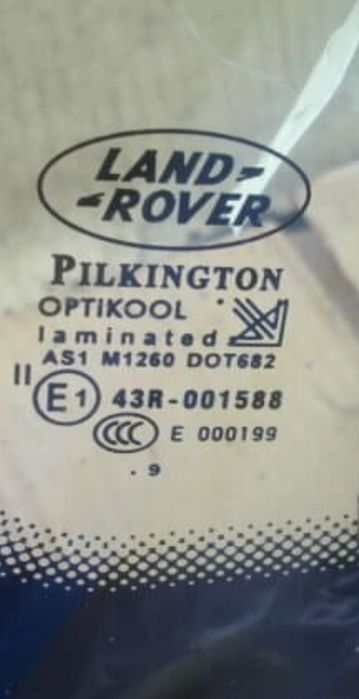 LAND-
-ROVER
PILKINGTON
OPTIKOOL
laminated
AS1 M1260 DOT682
II
E1 43R-001588
CCC E 000199
. 9